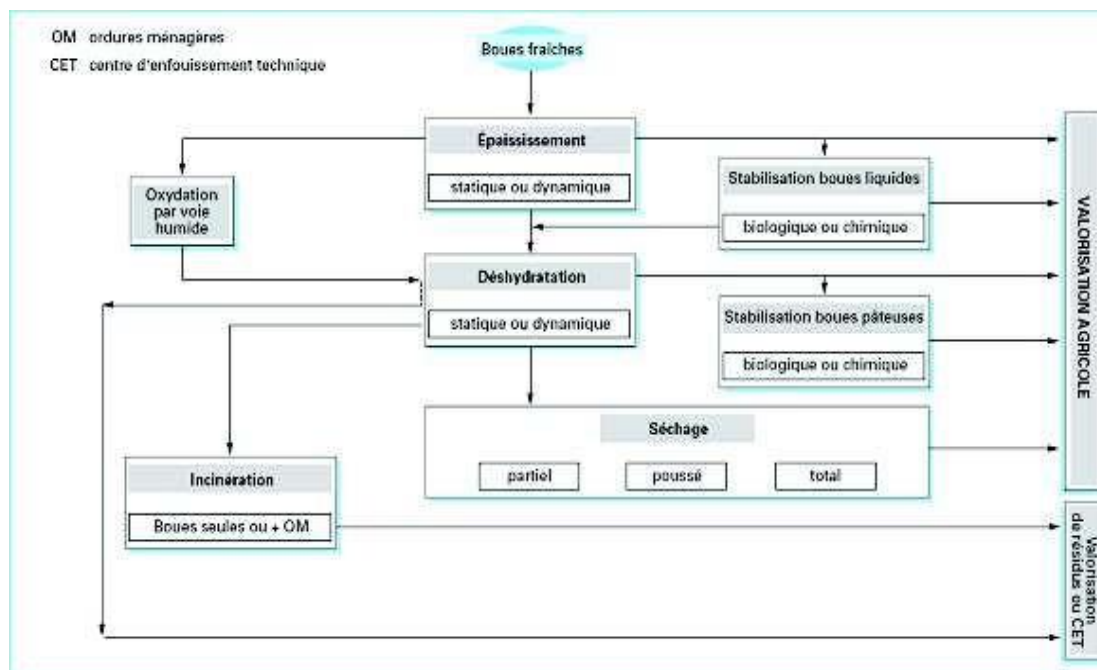 OM ordures ménagères
CET centre d'enfouissement technique
Boues fraîches
Épaississement
statique ou dynamique
Oxydation
par voie
humide
Stabilisation boues liquides
biologique ou chimique
Déshydratation
statique ou dynamique
Stabilisation boues pâteuses
biologique ou chimique
Séchage
partiel
poussé
total
Incinération
Boues seules ou + OM
VALORISATION AGRICOLE
Valorisation
de résidus ou CET